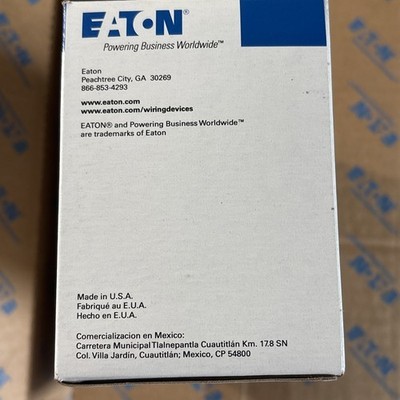 EATON®
Powering Business Worldwide™
Eaton
Peachtree City, GA 30269
866-853-4293
www.eaton.com
www.eaton.com/wiringdevices
EATON® and Powering Business Worldwide™
are trademarks of Eaton
Made in U.S.A.
Fabriqué au E.U.A.
Hecho en E.U.A.
Comercializacion en Mexico:
Carretera Municipal Tlalnepantla Cuautitlán Km. 17.8 SN
Col. Villa Jardín, Cuautitlán; Mexico, CP 54800